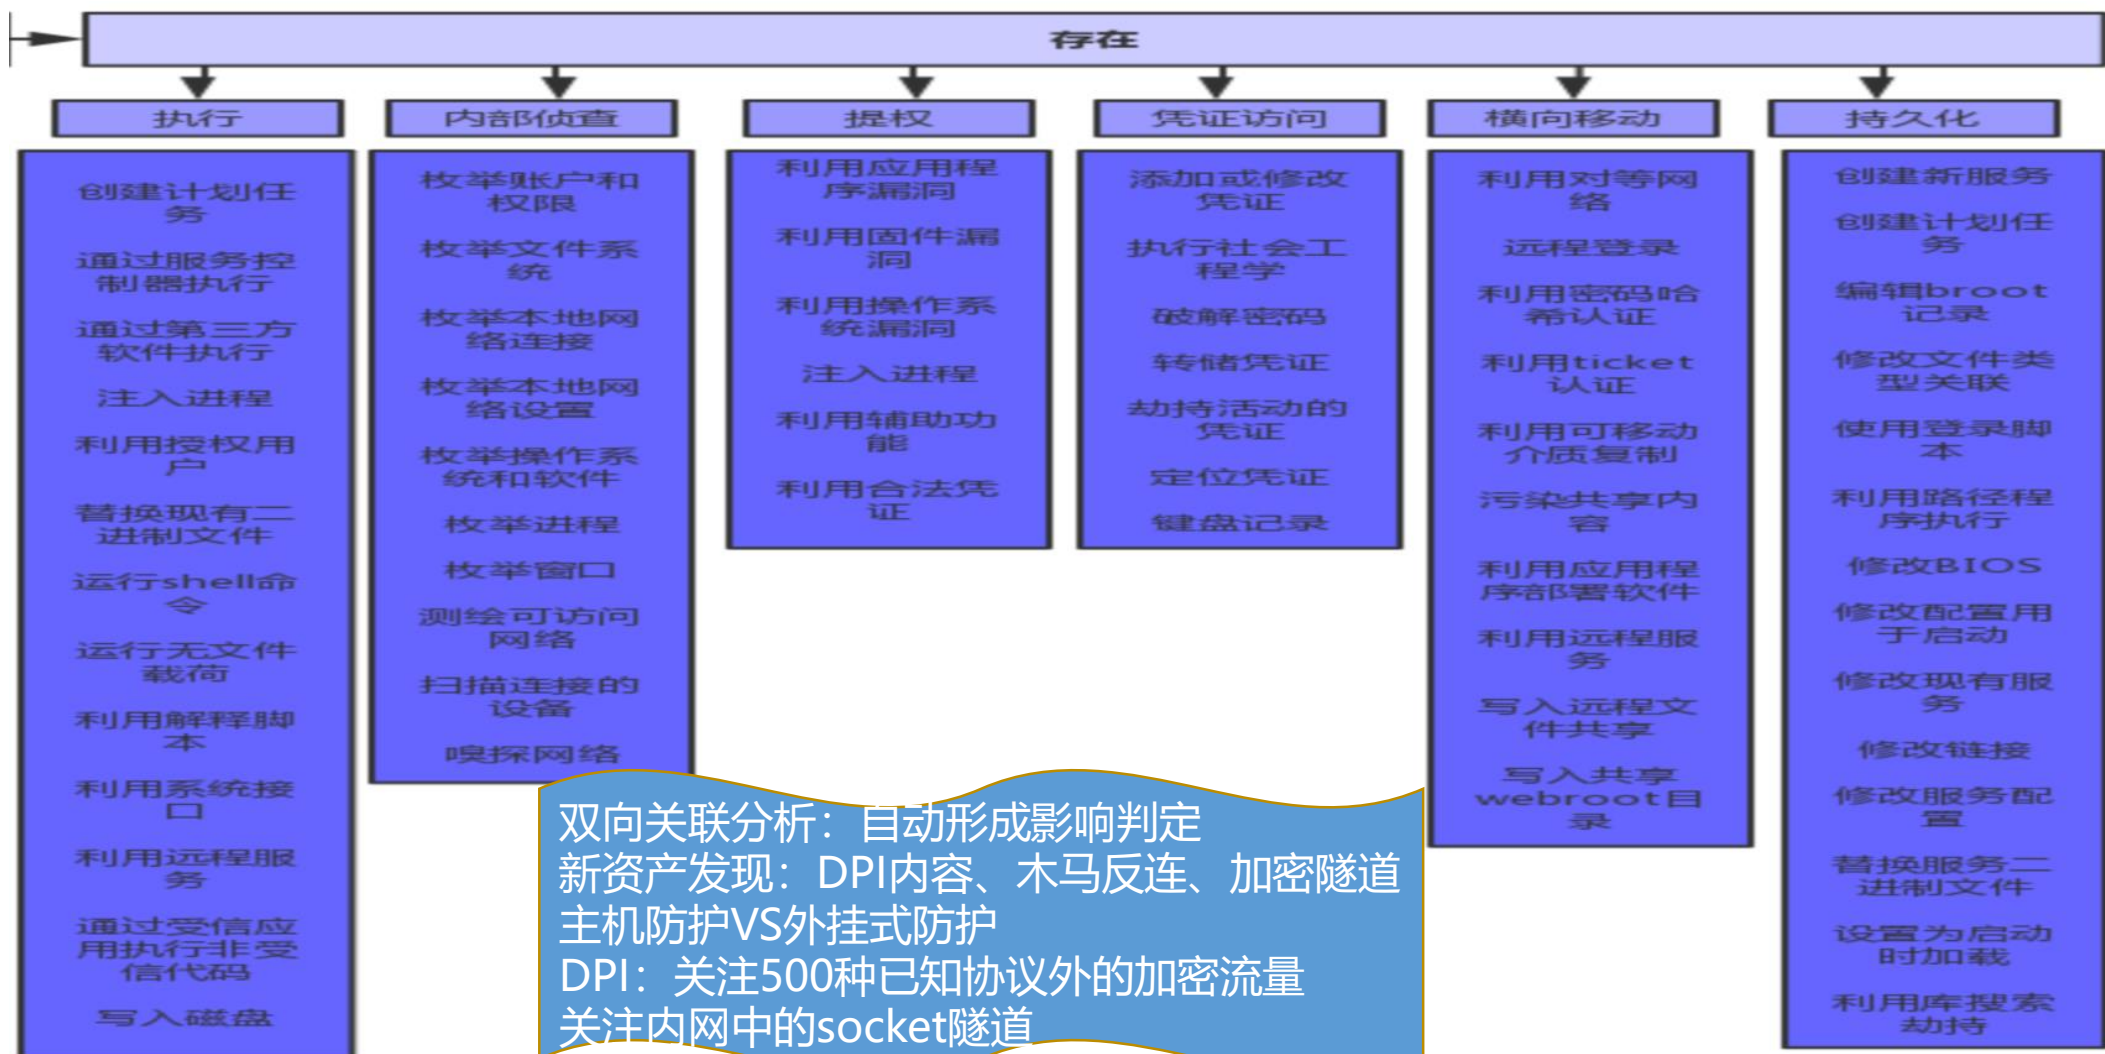 存在
执行
创建计划任
务
通过服务控
制器执行
通过第三方
软件执行
注入进程
利用授权用
户
替换现有二
进制文件
运行shell命
令
运行无文件
载荷
利用解释脚
本
利用系统接
口
利用远程服
务
通过受信应
用执行非受
信代码
写入磁盘
内部侦查
枚举账户和
权限
枚举文件系
统
枚举本地网
络连接
枚举本地网
络设置
枚举操作系
统和软件
枚举进程
枚举窗口
测绘可访问
网络
扫描连接的
设备
嗅探网络
提权
利用应用程
序漏洞
利用固件漏
洞
利用操作系
统漏洞
注入进程
利用辅助功
能
利用合法凭
证
凭证访问
添加或修改
凭证
执行社会工
程学
破解密码
转储凭证
劫持活动的
凭证
定位凭证
键盘记录
横向移动
利用对等网
络
远程登录
利用密码哈
希认证
利用ticket
认证
利用可移动
介质复制
污染共享内
容
利用应用程
序部署软件
利用远程服
务
写入远程文
件共享
写入共享
webroot目
录
持久化
创建新服务
创建计划任
务
编辑broot
记录
修改文件类
型关联
使用登录脚
本
利用路径程
序执行
修改BIOS
修改配置用
于启动
修改现有服
务
修改链接
修改服务配
置
替换服务二
进制文件
设置为启动
时加载
利用库搜索
劫持
双向关联分析：自动形成影响判定
新资产发现：DPI内容、木马反连、加密隧道
主机防护VS外挂式防护
DPI：关注500种已知协议外的加密流量
关注内网中的socket隧道